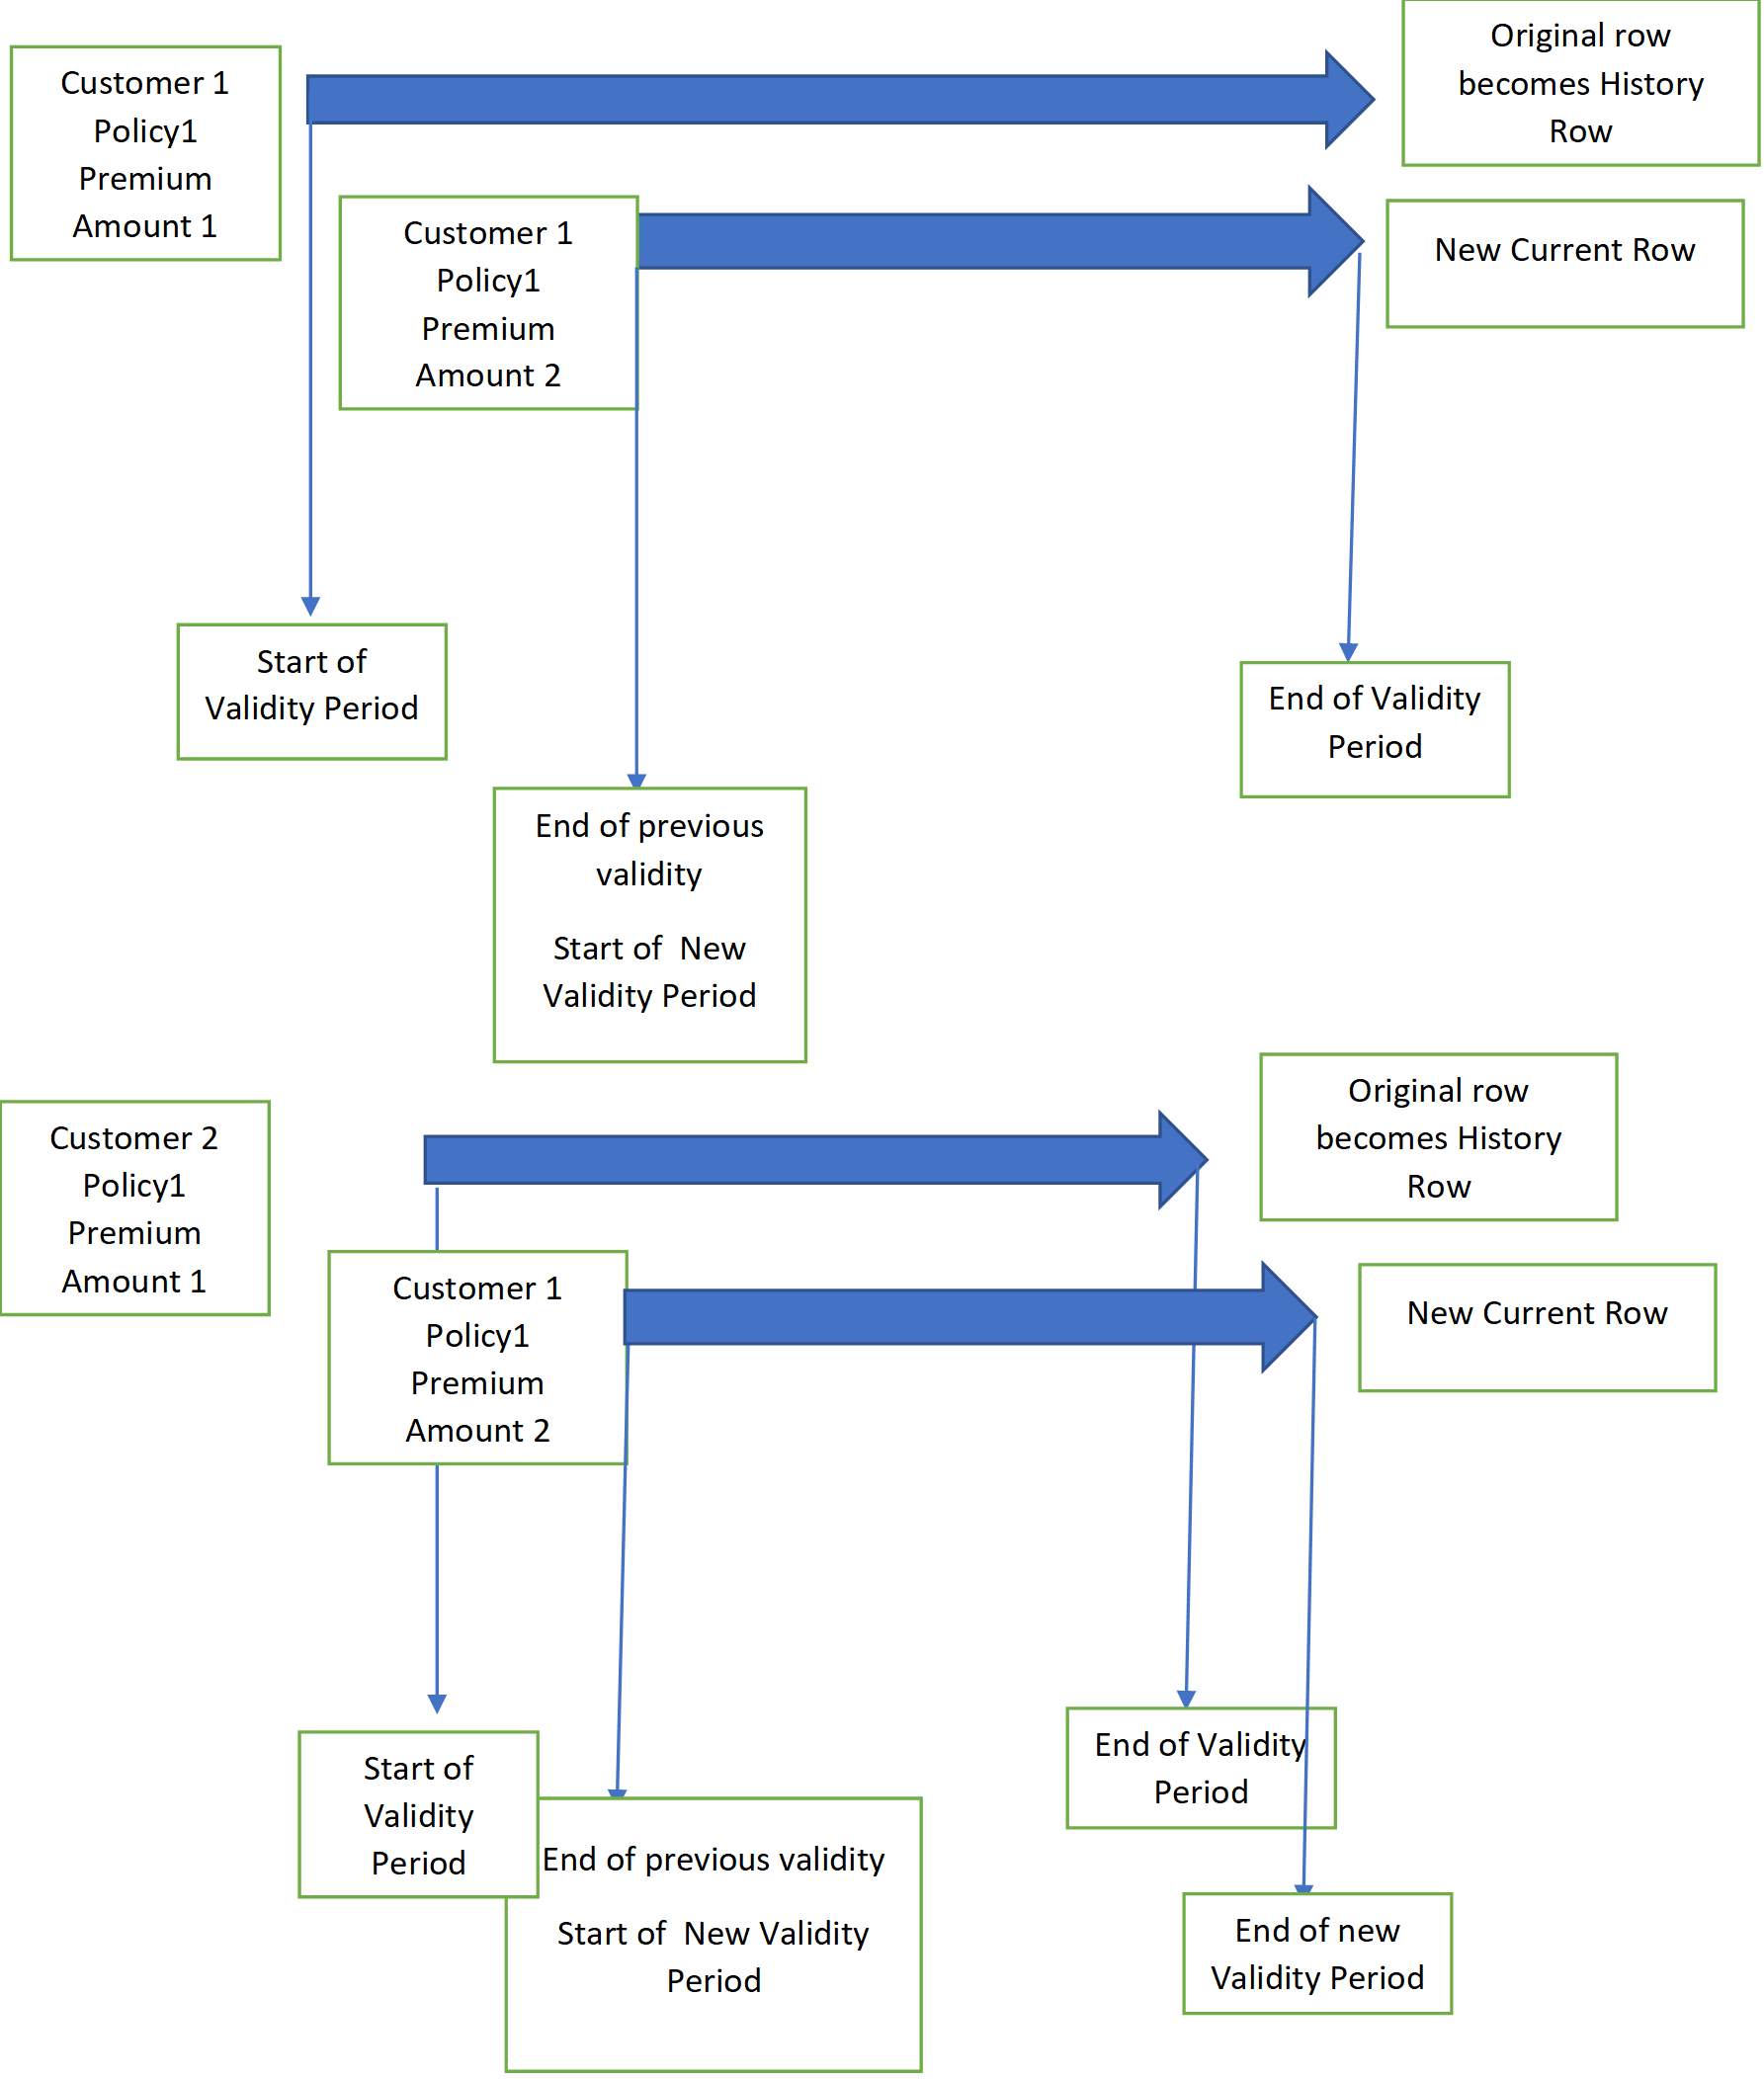 Customer 1
Policy1
Premium
Amount 1
Original row
becomes History
Row
Customer 1
Policy1
Premium
Amount 2
New Current Row
Start of
Validity Period
End of Validity
Period
End of previous
validity
Start of  New
Validity Period
Customer 2
Policy1
Premium
Amount 1
Original row
becomes History
Row
Customer 1
Policy1
Premium
Amount 2
New Current Row
Start of
Validity
Period
End of previous validity
Start of  New Validity
Period
End of Validity
Period
End of new
Validity Period